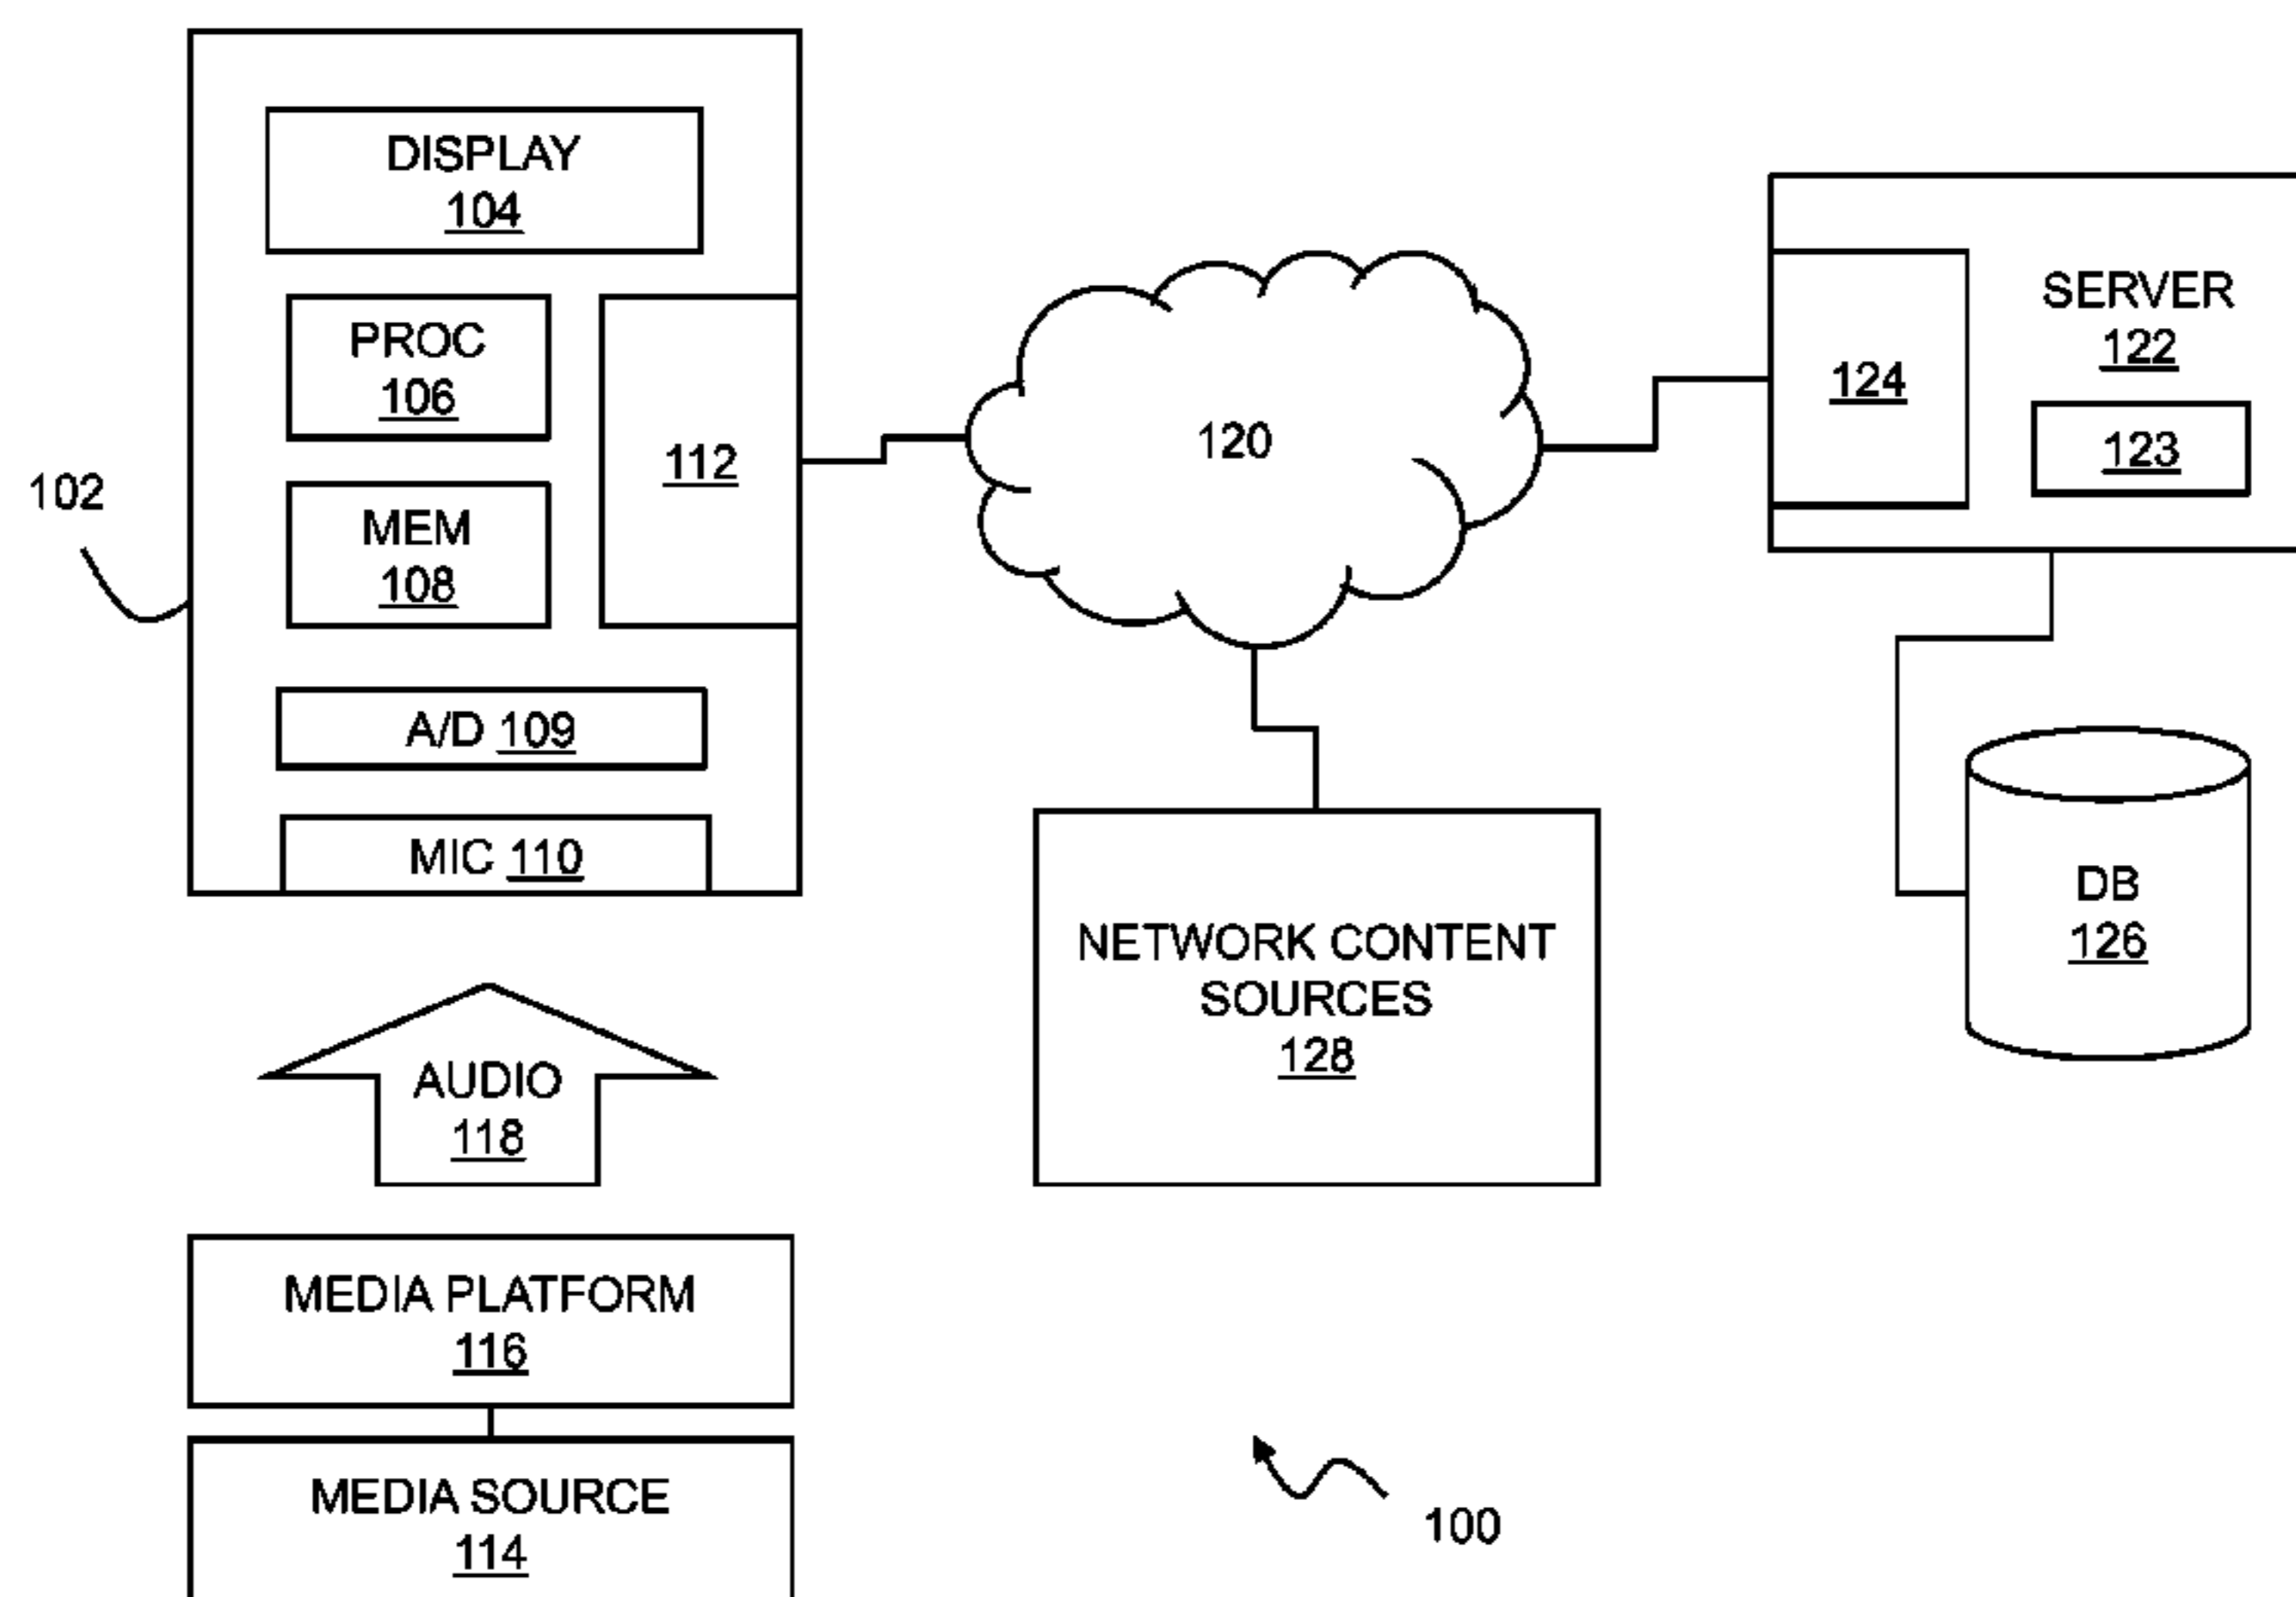 DISPLAY
104
PROC
106
112
MEM
108
102
A/D 109
MIC 110
AUDIO
118
MEDIA PLATFORM
116
MEDIA SOURCE
114
120
NETWORK CONTENT
SOURCES
128
SERVER
122
124
123
DB
126
100